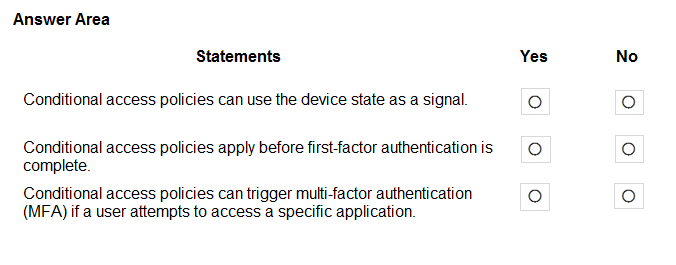 Answer Area
Statements Yes No
Conditional access policies can use the device state as a signal.
Conditional access policies apply before first-factor authentication is
complete.
Conditional access policies can trigger multi-factor authentication
(MFA) if a user attempts to access a specific application.